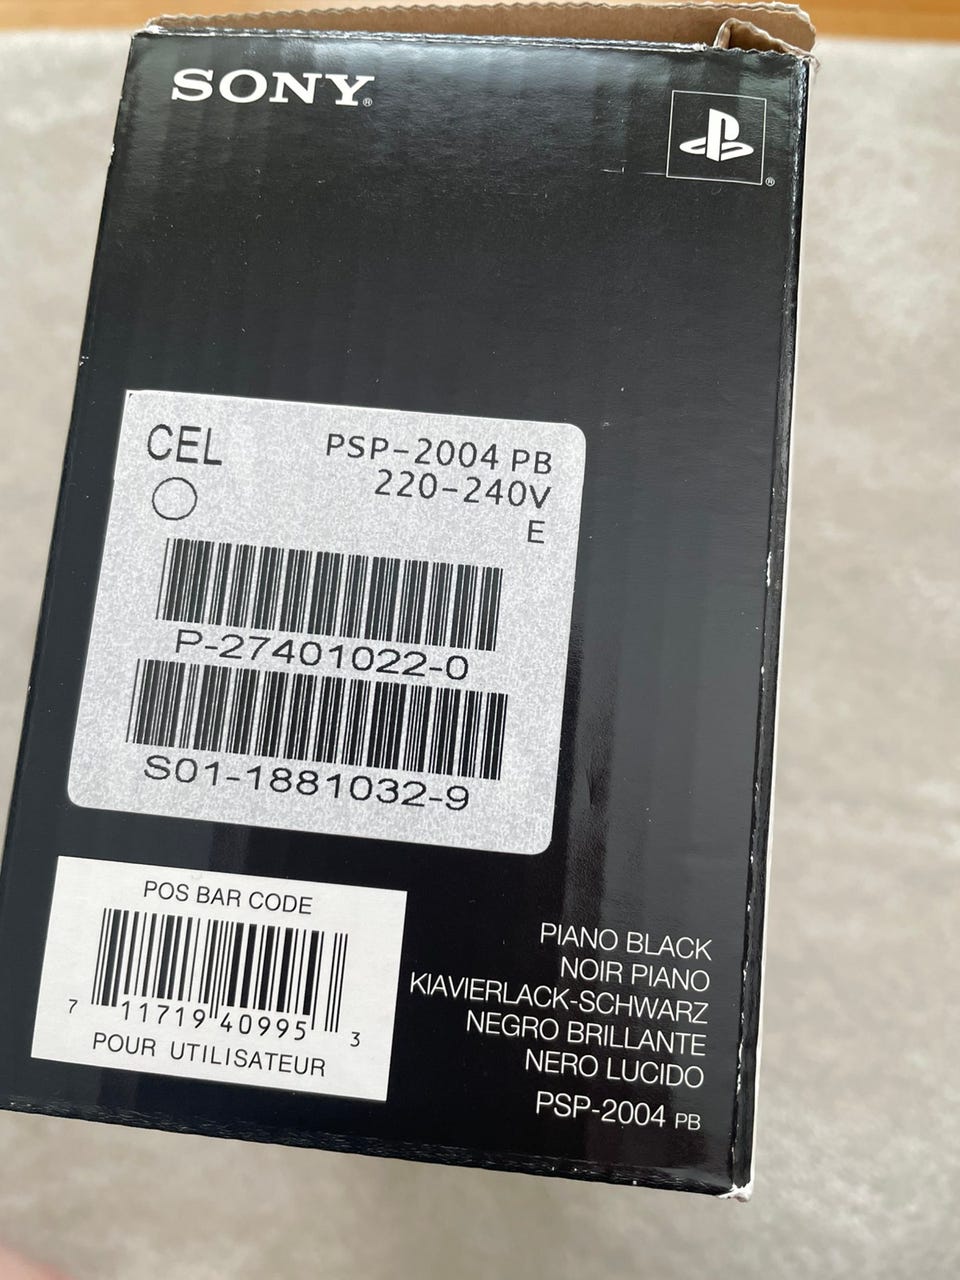 SONY®
®
CEL
PSP-2004 PB
220-240V
E
P-27401022-0
S01-1881032-9
POS BAR CODE
7 11719 40995 3
POUR UTILISATEUR
PIANO BLACK
NOIR PIANO
KIAVIERLACK-SCHWARZ
NEGRO BRILLANTE
NERO LUCIDO
PSP-2004 PB